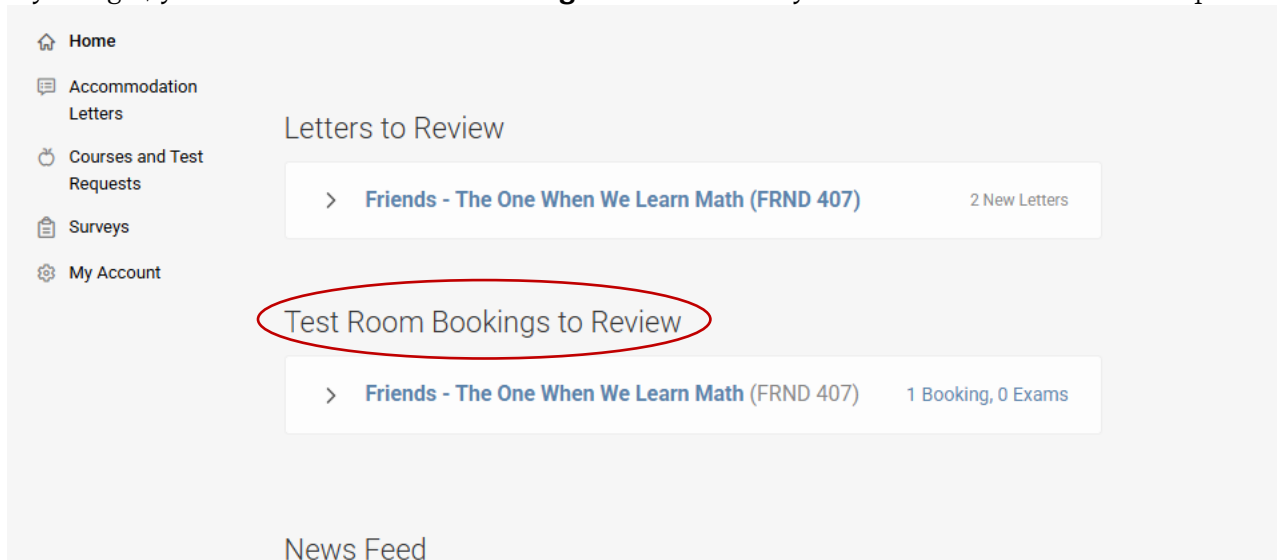 Home
Accommodation
Letters
Courses and Test
Requests
Surveys
My Account
Letters to Review
Friends - The One When We Learn Math (FRND 407) 2 New Letters
Test Room Bookings to Review
Friends - The One When We Learn Math (FRND 407) 1 Booking, 0 Exams
News Feed